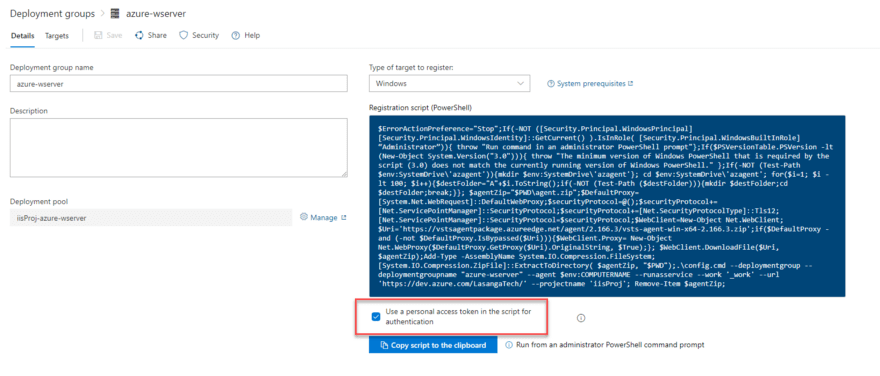 Deployment groups > azure-wserver
Details Targets Save Share Security Help
Deployment group name
azure-wserver
Description
Deployment pool
iisProj-azure-wserver
Manage
Type of target to register:
Windows
System prerequisites
Registration script (PowerShell)
$ErrorActionPreference="Stop";If(-NOT ([Security.Principal.WindowsPrincipal]
[Security.Principal.WindowsIdentity]::GetCurrent() ).IsInRole( [Security.Principal.WindowsBuiltInRole]
"Administrator")){ throw "Run command in an administrator PowerShell prompt"};If($PSVersionTable.PSVersion -lt
(New-Object System.Version("3.0"))){ throw "The minimum version of Windows PowerShell that is required by the
script (3.0) does not match the currently running version of Windows PowerShell." };If(-NOT (Test-Path
$env:SystemDrive\'azagent')){mkdir $env:SystemDrive\'azagent'}; cd $env:SystemDrive\'azagent'; for($i=1; $i -
lt 100; $i++){$destFolder="A"+$i.ToString();if(-NOT (Test-Path ($destFolder))){mkdir $destFolder;cd
$destFolder;break;}}; $agentZip="$PWD\agent.zip";$DefaultProxy=
[System.Net.WebRequest]::DefaultWebProxy;$securityProtocol=@();$securityProtocol+=
[Net.ServicePointManager]::SecurityProtocol;$securityProtocol+=[Net.SecurityProtocolType]::Tls12;
[Net.ServicePointManager]::SecurityProtocol=$securityProtocol;$WebClient=New-Object Net.WebClient;
$Uri='https://vstsagentpackage.azureedge.net/agent/2.166.3/vsts-agent-win-x64-2.166.3.zip';if($DefaultProxy -
and (-not $DefaultProxy.IsBypassed($Uri))){$WebClient.Proxy= New-Object
Net.WebProxy($DefaultProxy.GetProxy($Uri).OriginalString, $True);}; $WebClient.DownloadFile($Uri,
$agentZip);Add-Type -AssemblyName System.IO.Compression.FileSystem;
[System.IO.Compression.ZipFile]::ExtractToDirectory( $agentZip, "$PWD");.\config.cmd --deploymentgroup --
deploymentgroupname "azure-wserver" --agent $env:COMPUTERNAME --runasservice --work '_work' --url
'https://dev.azure.com/LasangaTech/' --projectname 'iisProj'; Remove-Item $agentZip;
Use a personal access token in the script for
authentication
Copy script to the clipboard
Run from an administrator PowerShell command prompt